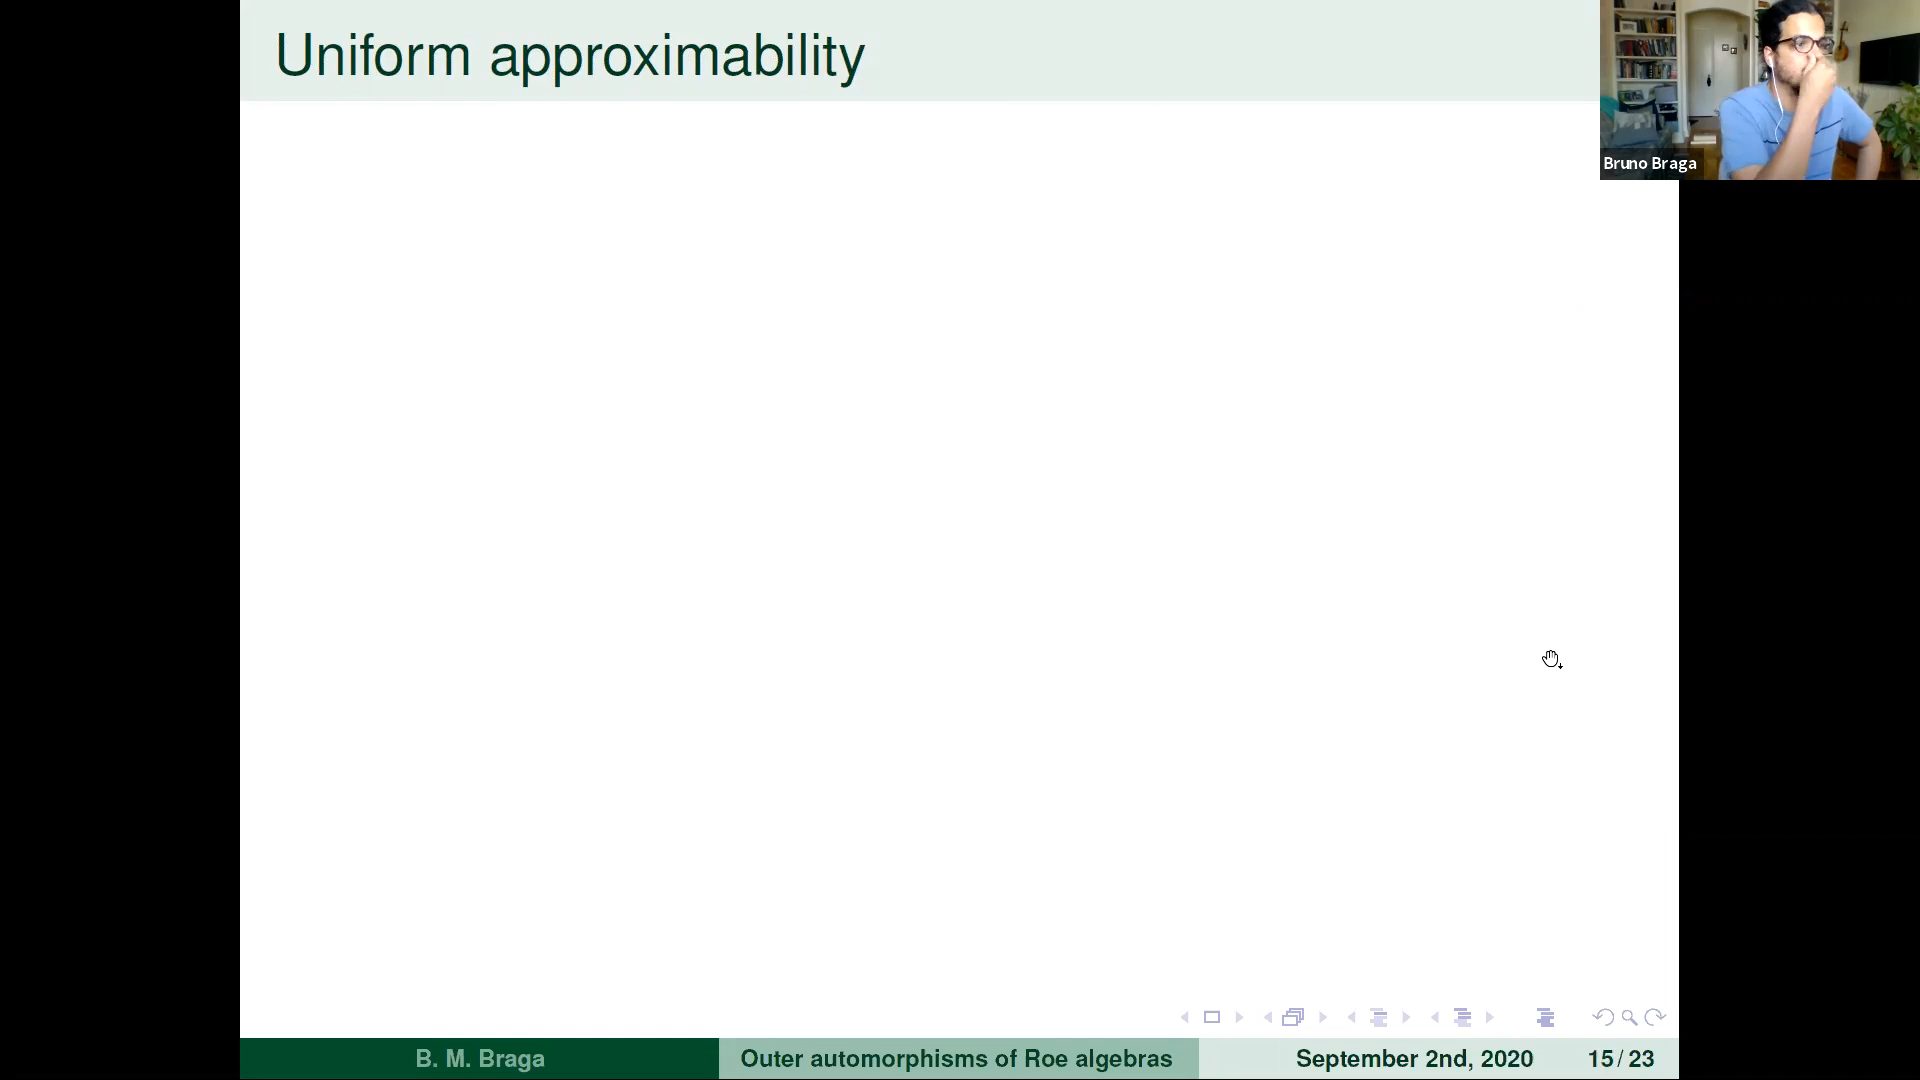 Uniform approximability
Bruno Braga
B. M. Braga
Outer automorphisms of Roe algebras
September 2nd, 2020
15 / 23